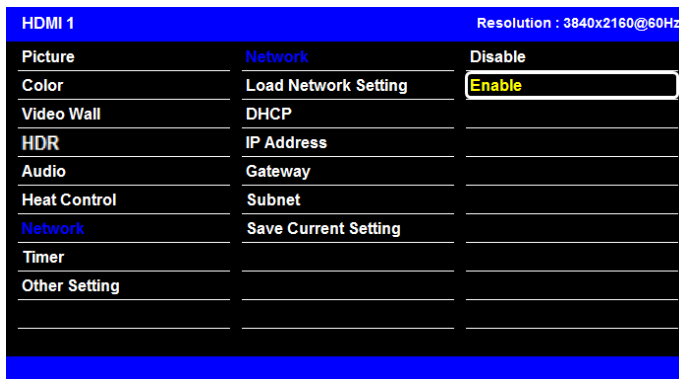 HDMI 1 Resolution : 3840x2160@60Hz
Picture Network Disable
Color Load Network Setting Enable
Video Wall DHCP
HDR IP Address
Audio Gateway
Heat Control Subnet
Network Save Current Setting
Timer
Other Setting